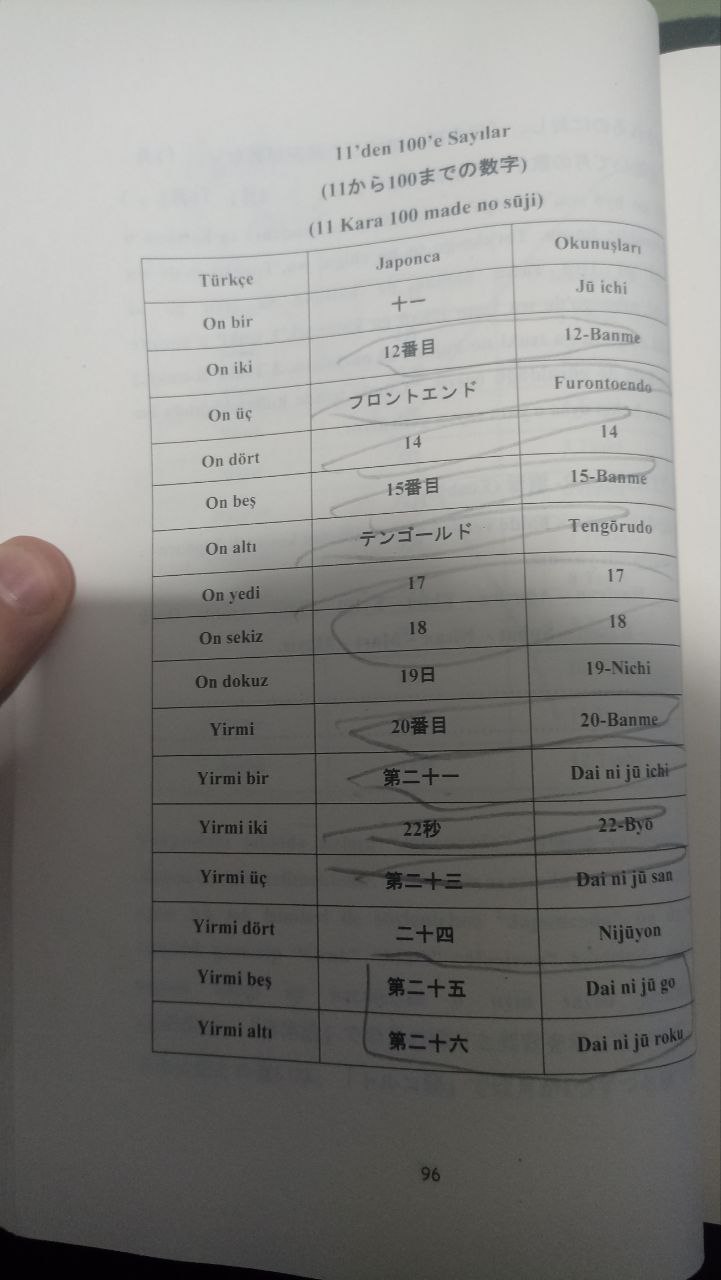 11'den 100'e Sayılar
(11から100までの数字)
(11 Kara 100 made no sūji)
Türkçe Japonca Okunuşları
On bir 十一 Jū ichi
On iki 12番目 12-Banme
On üç フロントエンド Furontoendo
On dört 14 14
On beş 15番目 15-Banme
On altı テンゴールド Tengōrudo
On yedi 17 17
On sekiz 18 18
On dokuz 19日 19-Nichi
Yirmi 20番目 20-Banme
Yirmi bir 第二十一 Dai ni jū ichi
Yirmi iki 22秒 22-Byō
Yirmi üç 第二十三 Dai ni jū san
Yirmi dört 二十四 Nijūyon
Yirmi beş 第二十五 Dai ni jū go
Yirmi altı 第二十六 Dai ni jū roku
96